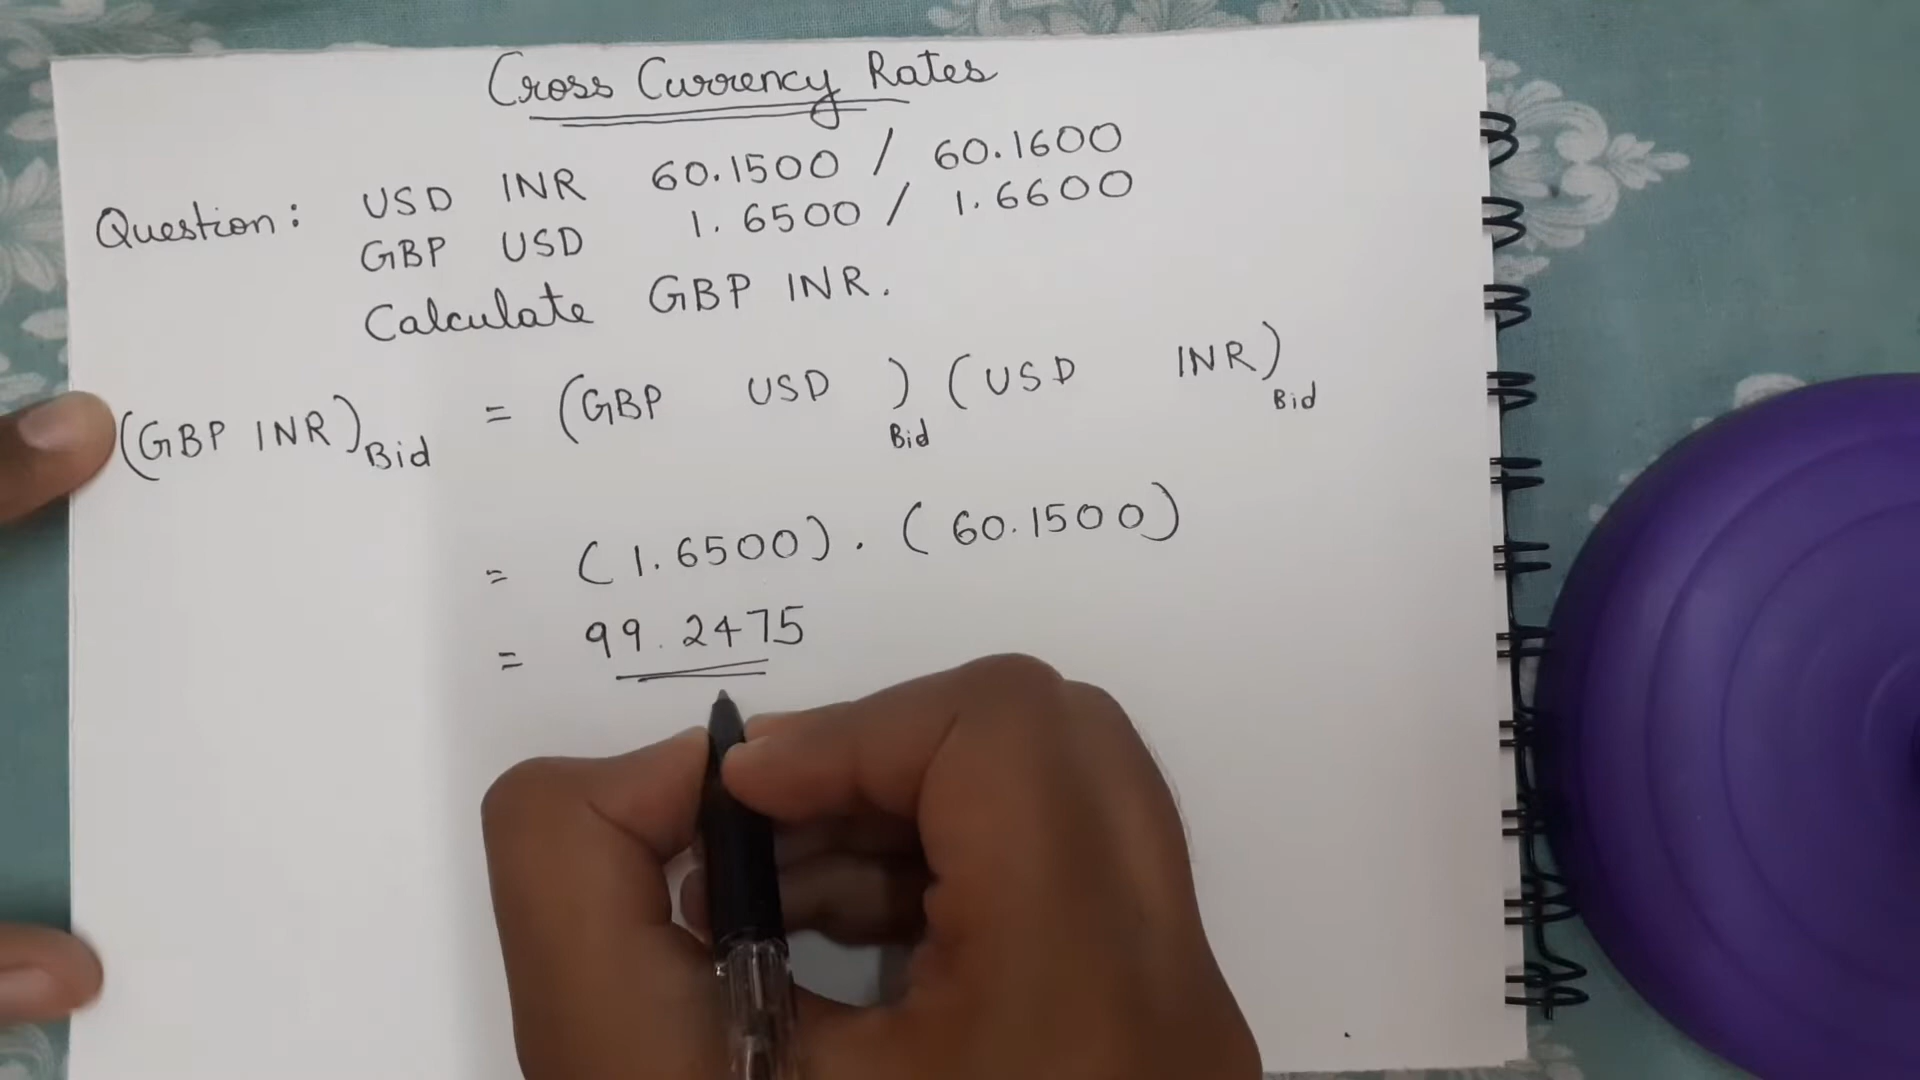 Cross Currency Rates
Question: USD INR 60.1500 / 60.1600
GBP USD 1.6500 / 1.6600
Calculate GBP INR.
(GBP INR)Bid = (GBP USD )Bid (USD INR)Bid
= (1.6500) . (60.1500)
= 99.2475